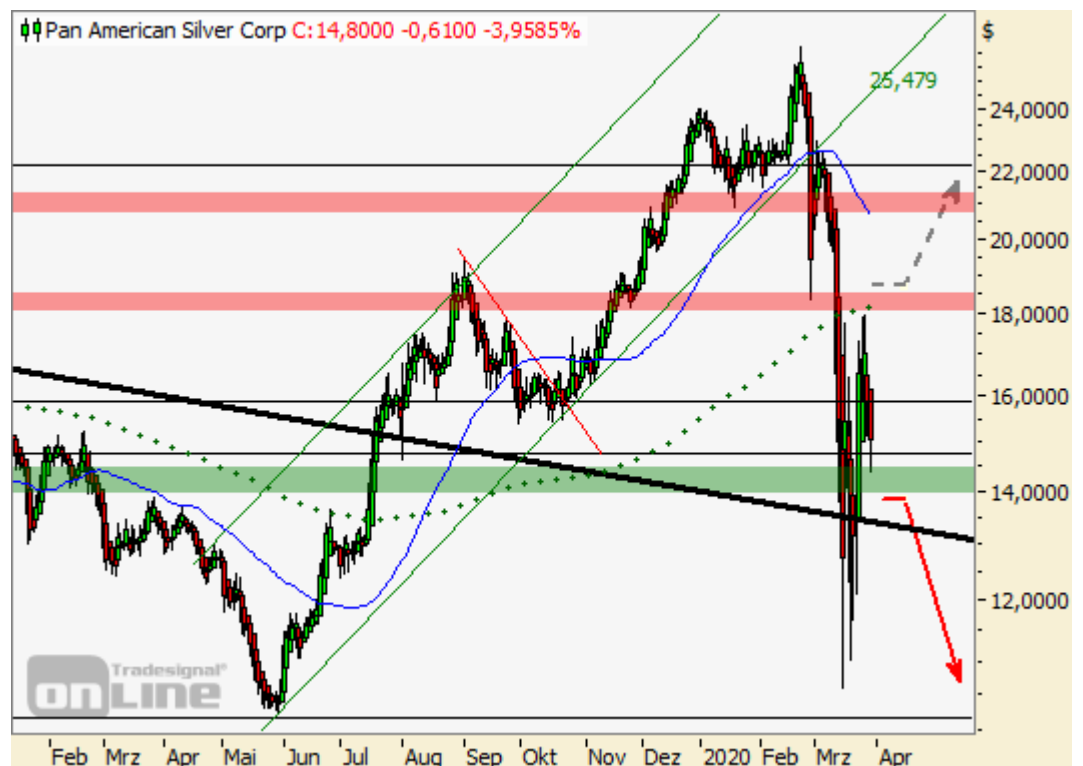 Pan American Silver Corp C:14,8000 -0,6100 -3,9585%
$
25,479
24,0000
22,0000
20,0000
18,0000
16,0000
14,0000
12,0000
Tradesignal®
onLine
Feb Mrz Apr Mai Jun Jul Aug Sep Okt Nov Dez 2020 Feb Mrz Apr